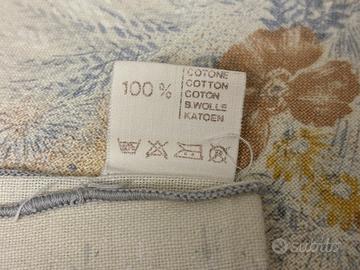 100 %
COTONE
COTTON
COTON
B.WOLLE
KATOEN
subito